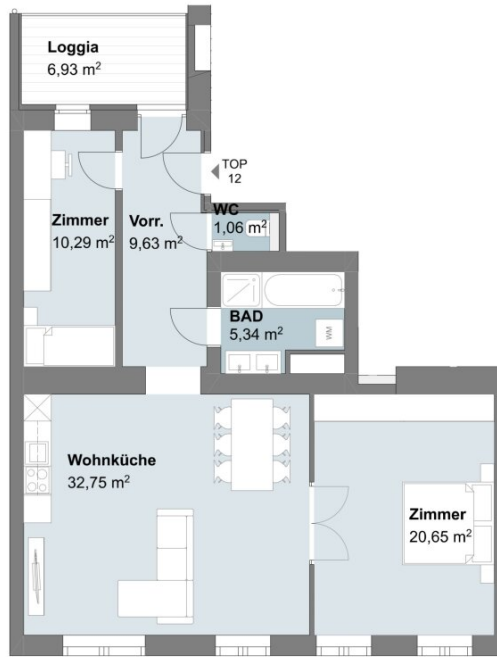 Loggia
6,93 m²
TOP
12
WC
1,06 m²
Zimmer
10,29 m²
Vorr.
9,63 m²
BAD
5,34 m²
WM
Wohnküche
32,75 m²
Zimmer
20,65 m²